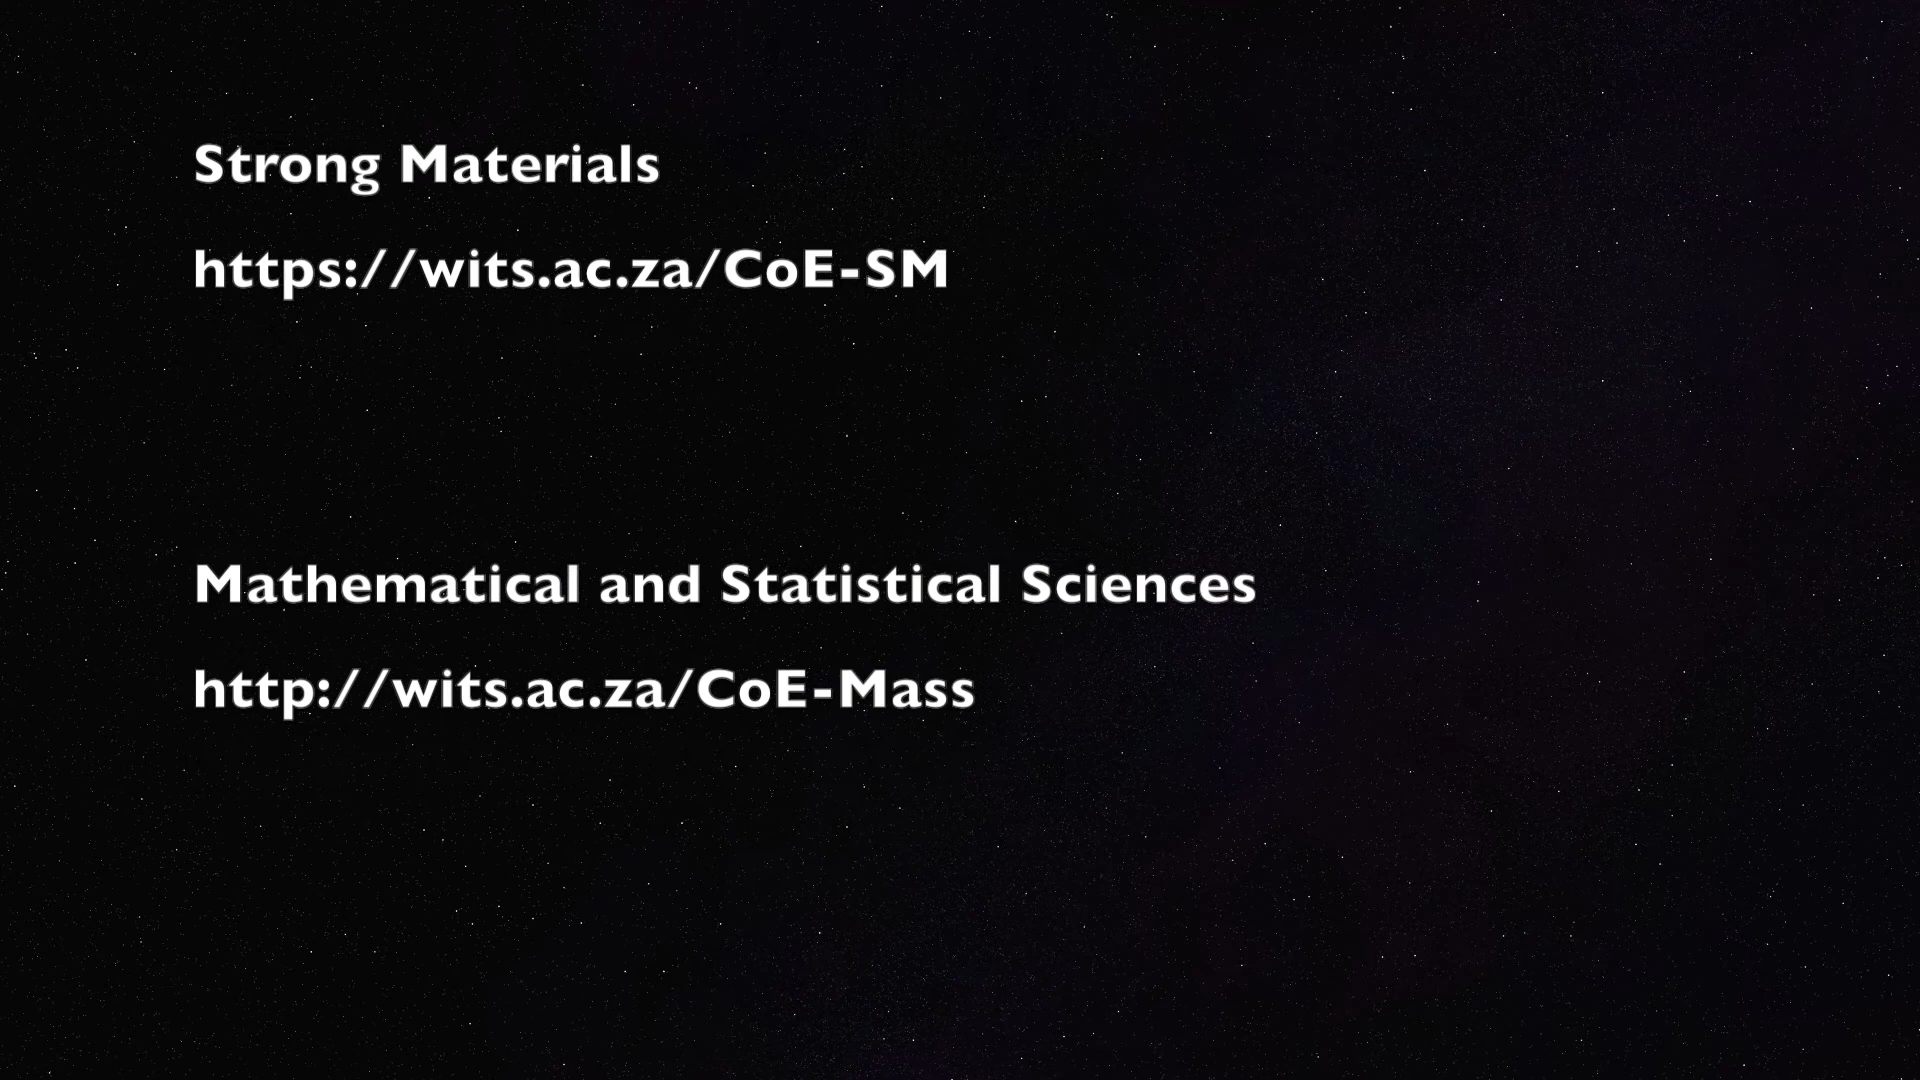 Strong Materials
https://wits.ac.za/CoE-SM
Mathematical and Statistical Sciences
http://wits.ac.za/CoE-Mass